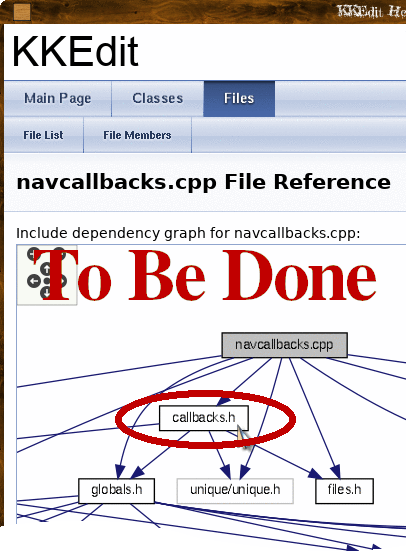 KKEdit He
KKEdit
Main Page Classes Files
File List File Members
navcallbacks.cpp File Reference
Include dependency graph for navcallbacks.cpp:
To Be Done
navcallbacks.cpp
callbacks.h
globals.h unique/unique.h files.h